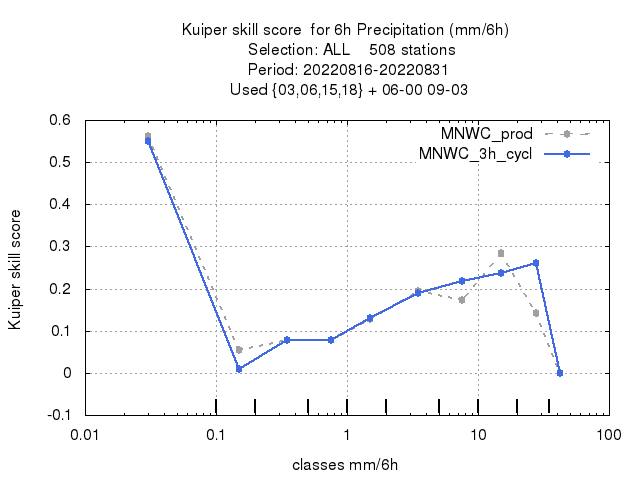 Kuiper skill score  for 6h Precipitation (mm/6h)
Selection: ALL    508 stations
Period: 20220816-20220831
Used {03,06,15,18} + 06-00 09-03
MNWC_prod
MNWC_3h_cycl
Kuiper skill score
0.6
0.5
0.4
0.3
0.2
0.1
0
-0.1
0.01
0.1
1
10
100
classes mm/6h